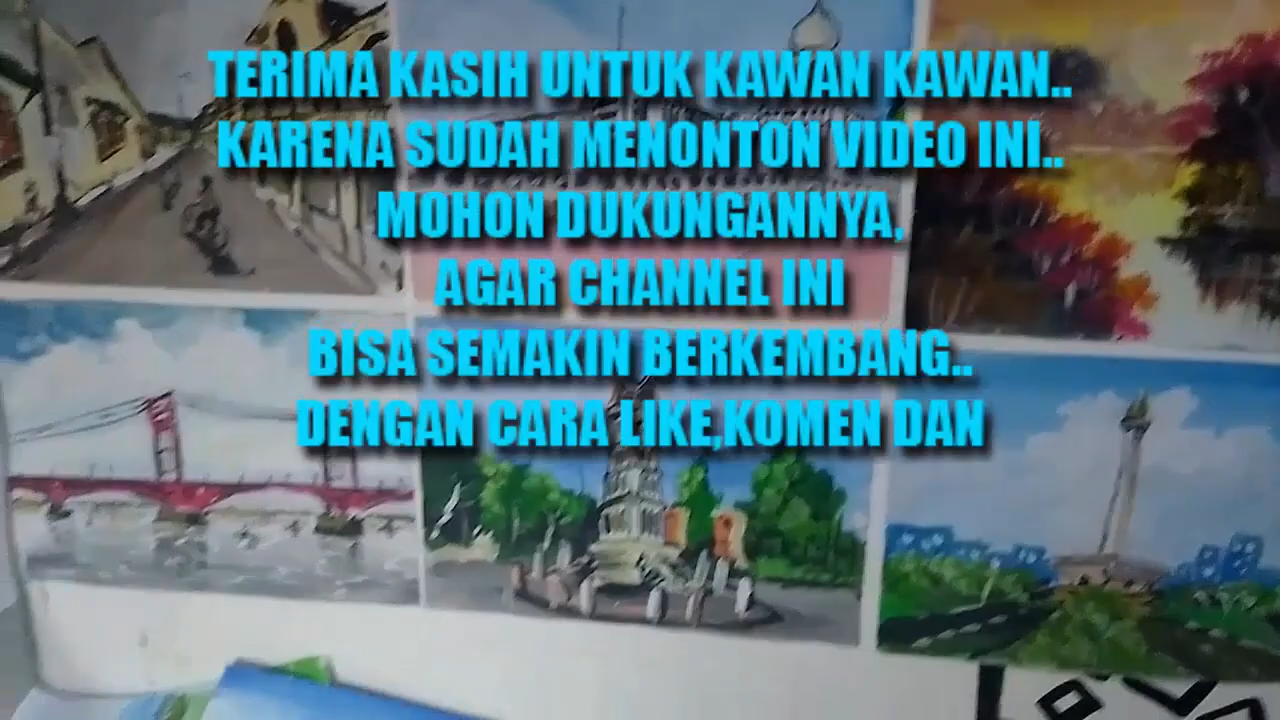 TERIMA KASIH UNTUK KAWAN KAWAN..
KARENA SUDAH MENONTON VIDEO INI..
MOHON DUKUNGANNYA,
AGAR CHANNEL INI
BISA SEMAKIN BERKEMBANG..
DENGAN CARA LIKE,KOMEN DAN